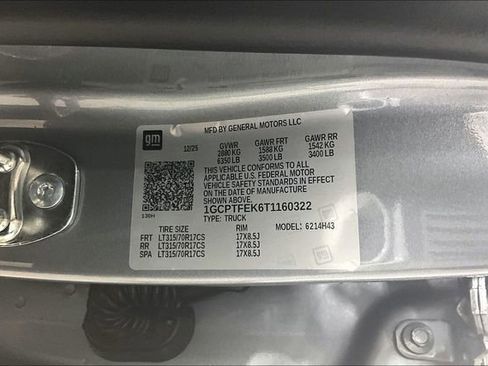 gm
MFD BY GENERAL MOTORS LLC
12/25 GVWR GAWR FRT GAWR RR
2880 KG 1588 KG 1542 KG
6350 LB 3500 LB 3400 LB
THIS VEHICLE CONFORMS TO ALL
APPLICABLE U.S. FEDERAL MOTOR
VEHICLE SAFETY STANDARDS IN EFFECT
ON THE DATE OF MANUFACTURE
SHOWN ABOVE.
130H 1GCPTFEK6T1160322
TYPE: TRUCK
TIRE SIZE RIM MODEL: 6214H43
FRT LT315/70R17CS 17X8.5J
RR LT315/70R17CS 17X8.5J
SPA LT315/70R17CS 17X8.5J